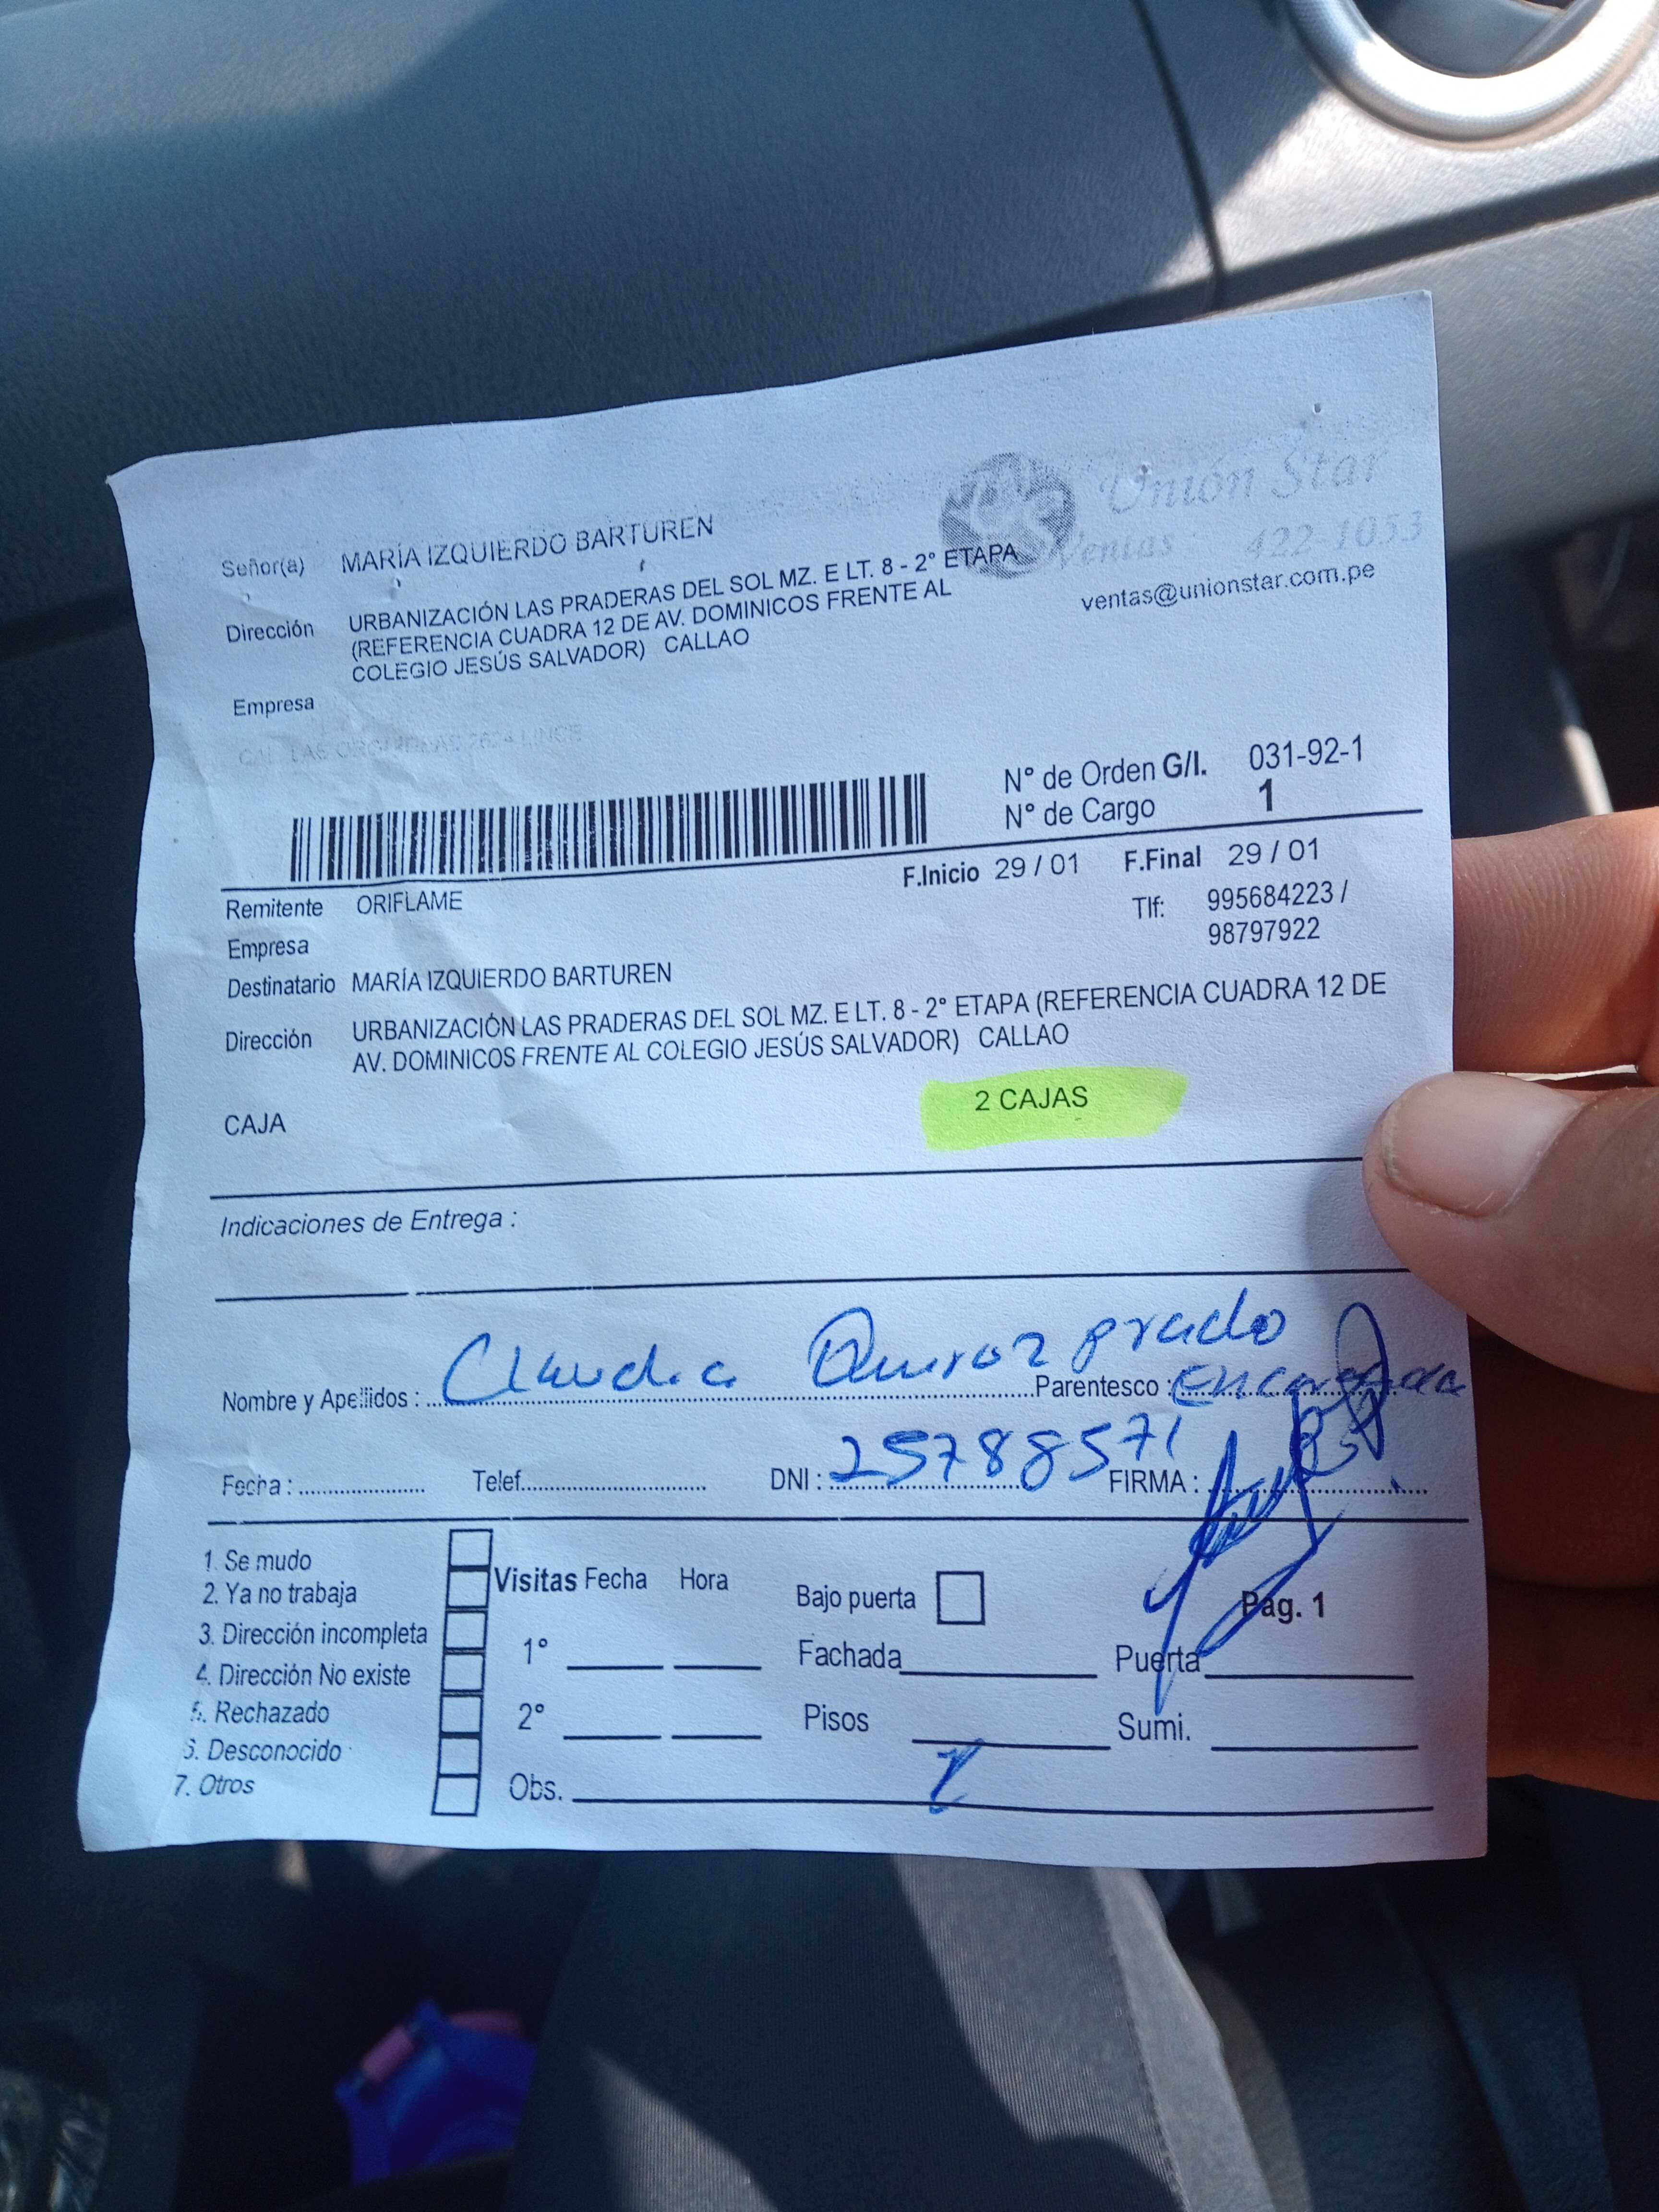 Unión Star
Ventas 422 1053
ventas@unionstar.com.pe
Señor(a) MARÍA IZQUIERDO BARTUREN
Dirección URBANIZACIÓN LAS PRADERAS DEL SOL MZ. E LT. 8 - 2° ETAPA
(REFERENCIA CUADRA 12 DE AV. DOMINICOS FRENTE AL
COLEGIO JESÚS SALVADOR) CALLAO
Empresa
N° de Orden G/I. 031-92-1
N° de Cargo 1
F.Inicio 29 / 01 F.Final 29 / 01
Remitente ORIFLAME Tlf: 995684223 /
98797922
Empresa
Destinatario MARÍA IZQUIERDO BARTUREN
Dirección URBANIZACIÓN LAS PRADERAS DEL SOL MZ. E LT. 8 - 2° ETAPA (REFERENCIA CUADRA 12 DE
AV. DOMINICOS FRENTE AL COLEGIO JESÚS SALVADOR) CALLAO
CAJA 2 CAJAS
Indicaciones de Entrega :
Nombre y Apellidos : Claudia Quiroz prado Parentesco : Encargada
Fecha : Telef. DNI : 25788571 FIRMA :
1. Se mudo
2. Ya no trabaja
3. Dirección incompleta
4. Dirección No existe
5. Rechazado
6. Desconocido
7. Otros
Visitas Fecha Hora
1°
2°
Obs.
Bajo puerta Pag. 1
Fachada Puerta
Pisos Sumi.